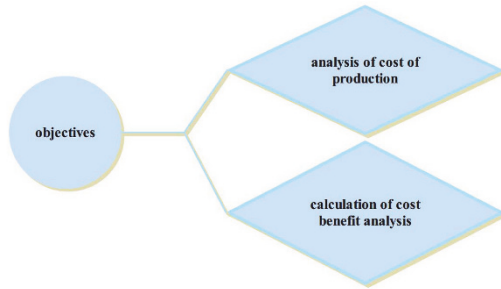 objectives
analysis of cost of
production
calculation of cost
benefit analysis